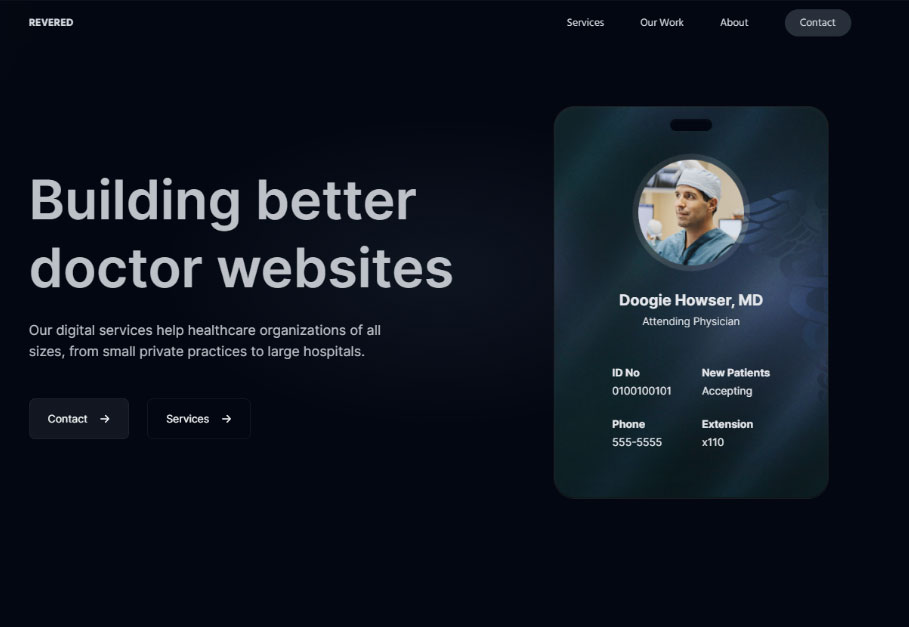 REVERED
Services
Our Work
About
Contact
Building better
doctor websites
Our digital services help healthcare organizations of all
sizes, from small private practices to large hospitals.
Contact →
Services →
Doogie Howser, MD
Attending Physician
ID No
0100100101
New Patients
Accepting
Phone
555-5555
Extension
x110